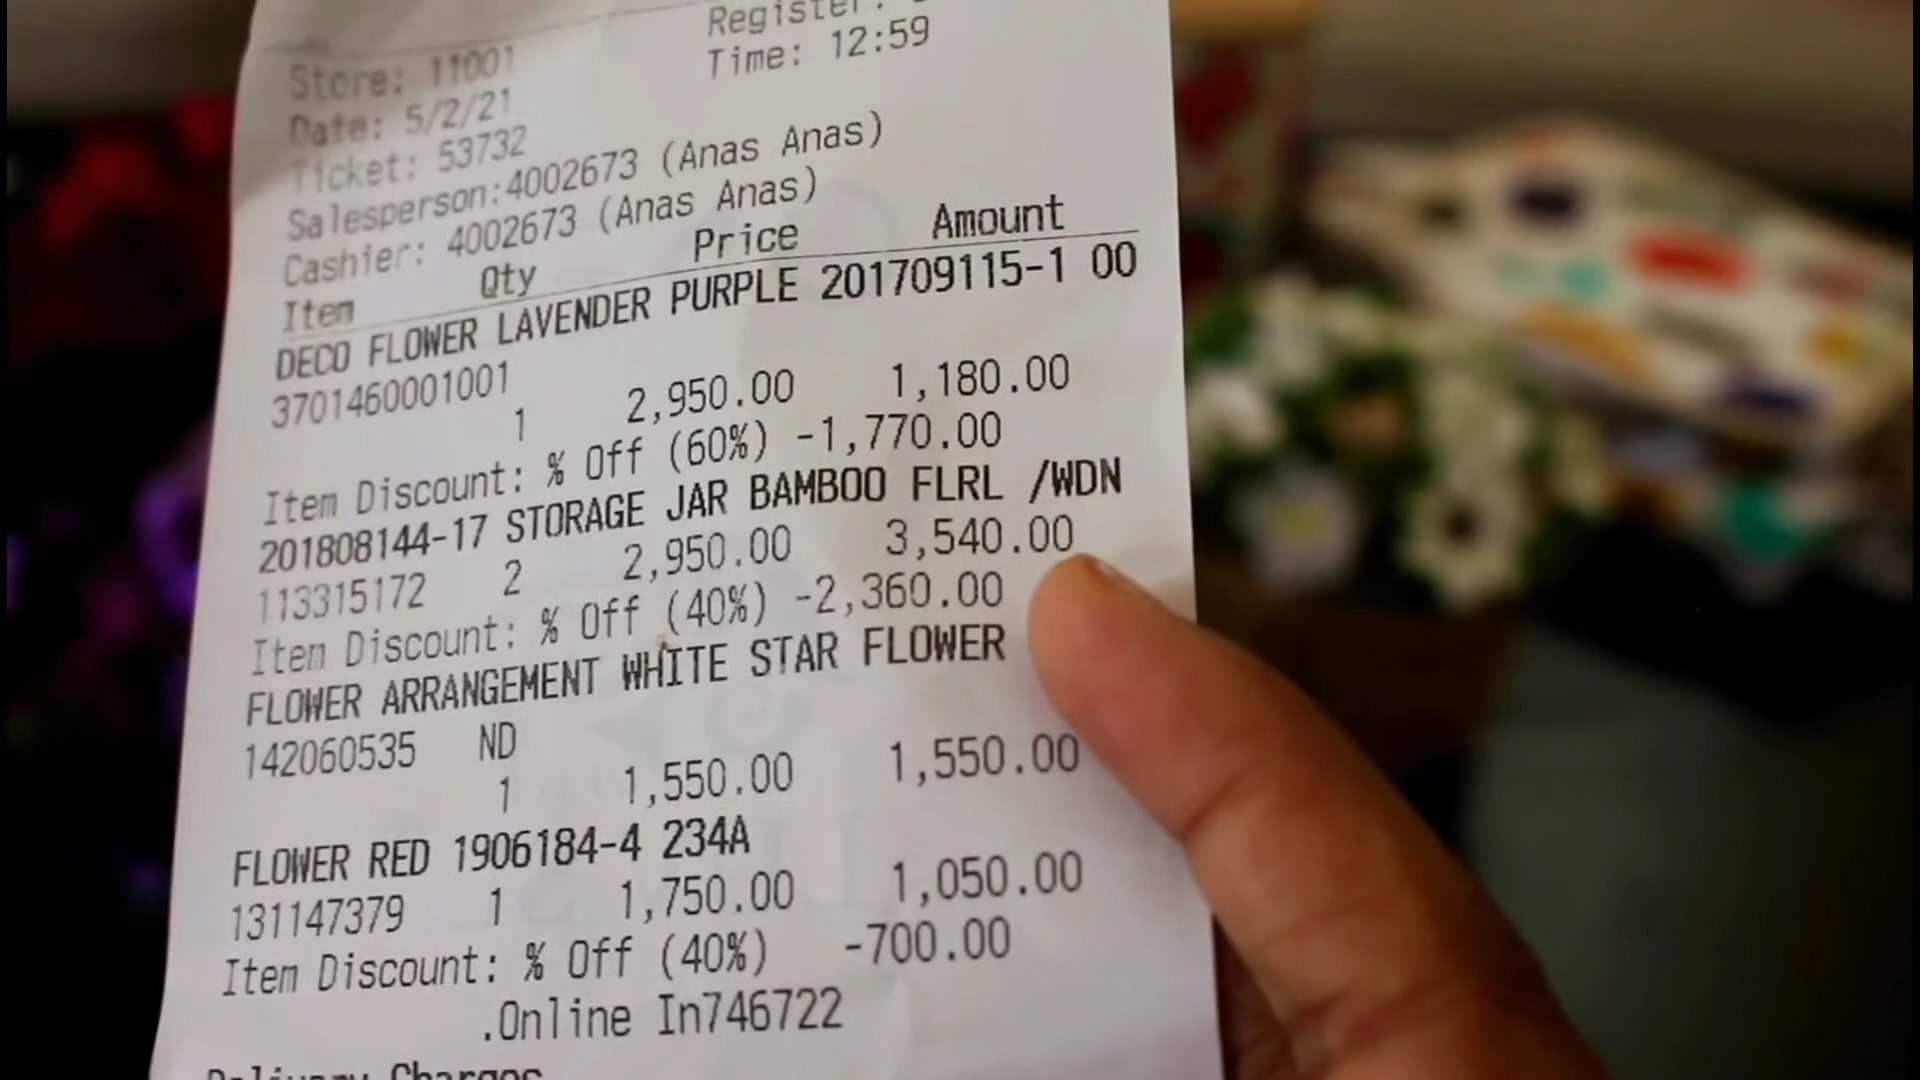 Register:
Store: 11001
Time: 12:59
Date: 5/2/21
Ticket: 53732
Salesperson:4002673 (Anas Anas)
Cashier: 4002673 (Anas Anas)
Item Qty Price Amount
DECO FLOWER LAVENDER PURPLE 201709115-1 00
3701460001001
1 2,950.00 1,180.00
Item Discount: % Off (60%) -1,770.00
201808144-17 STORAGE JAR BAMBOO FLRL /WDN
113315172 2 2,950.00 3,540.00
Item Discount: % Off (40%) -2,360.00
FLOWER ARRANGEMENT WHITE STAR FLOWER
142060535 ND
1 1,550.00 1,550.00
FLOWER RED 1906184-4 234A
131147379 1 1,750.00 1,050.00
Item Discount: % Off (40%) -700.00
.Online In746722
Delivery Charges